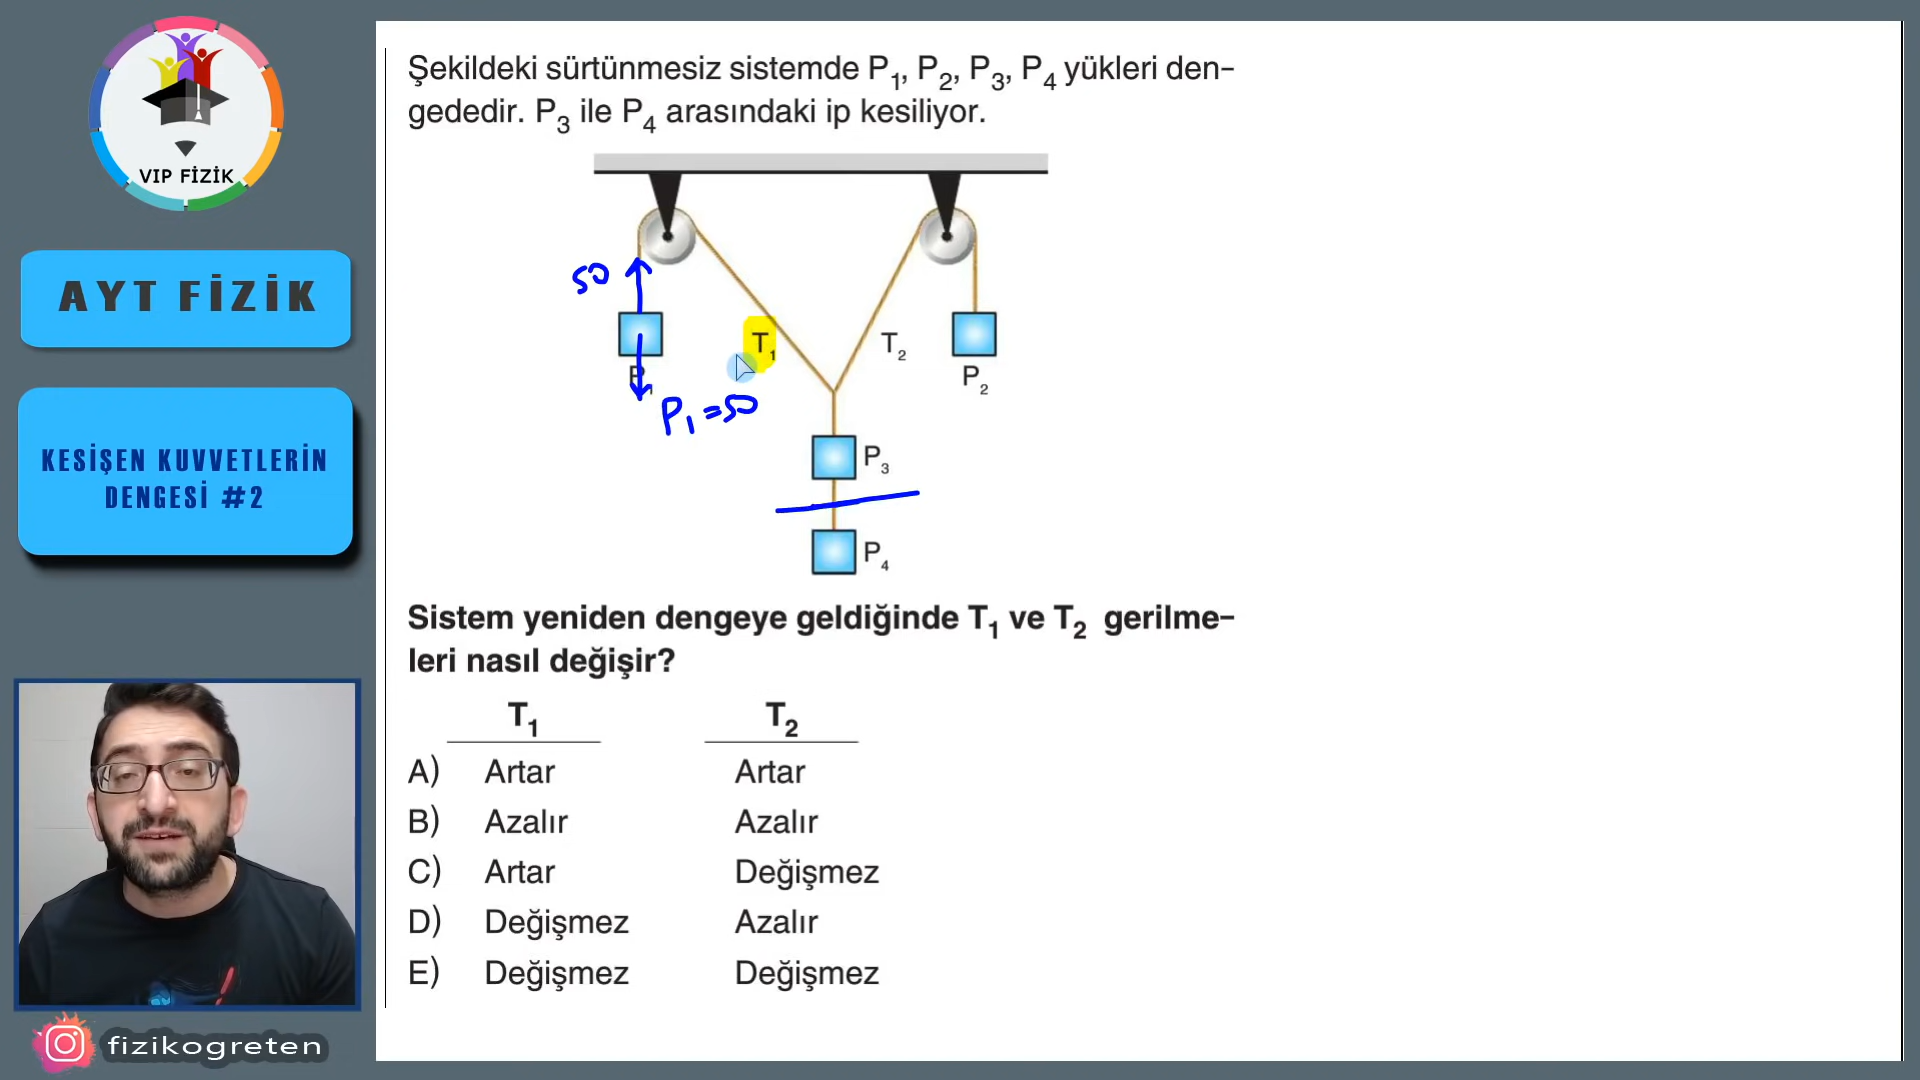 VIP FİZİK
AYT FİZİK
KESİŞEN KUVVETLERİN
DENGESİ #2
fizikogreten
Şekildeki sürtünmesiz sistemde P₁, P₂, P₃, P₄ yükleri den-
gededir. P₃ ile P₄ arasındaki ip kesiliyor.
50
T₁
T₂
P₁
P₂
P₁ = 50
P₃
P₄
Sistem yeniden dengeye geldiğinde T₁ ve T₂ gerilme-
leri nasıl değişir?
T₁ T₂
A) Artar Artar
B) Azalır Azalır
C) Artar Değişmez
D) Değişmez Azalır
E) Değişmez Değişmez